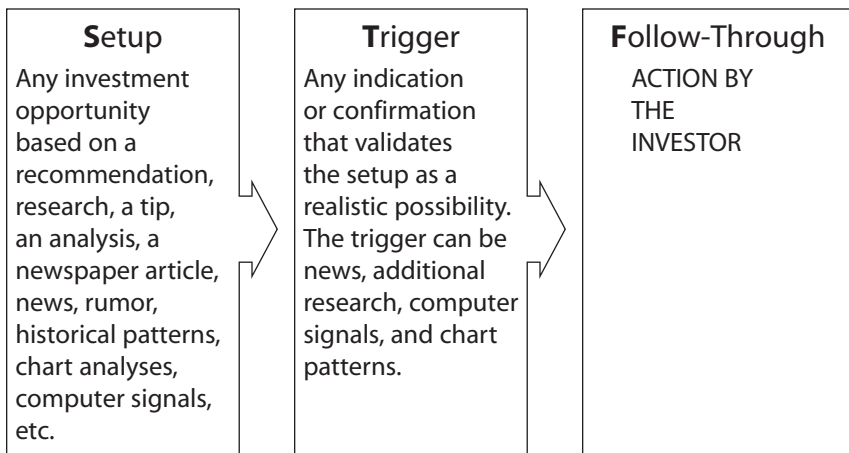 Setup
Any investment
opportunity
based on a
recommendation,
research, a tip,
an analysis, a
newspaper article,
news, rumor,
historical patterns,
chart analyses,
computer signals,
etc.
Trigger
Any indication
or confirmation
that validates
the setup as a
realistic possibility.
The trigger can be
news, additional
research, computer
signals, and chart
patterns.
Follow-Through
ACTION BY
THE
INVESTOR